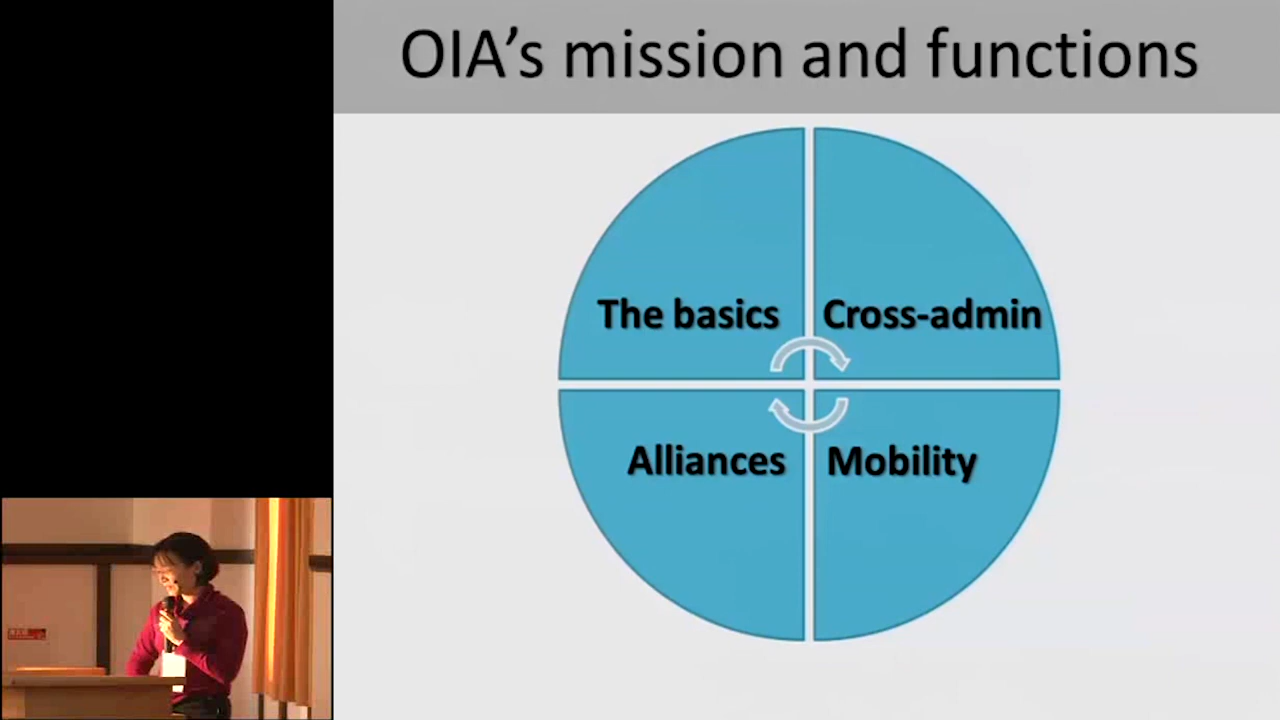 OIA's mission and functions
The basics
Cross-admin
Alliances
Mobility